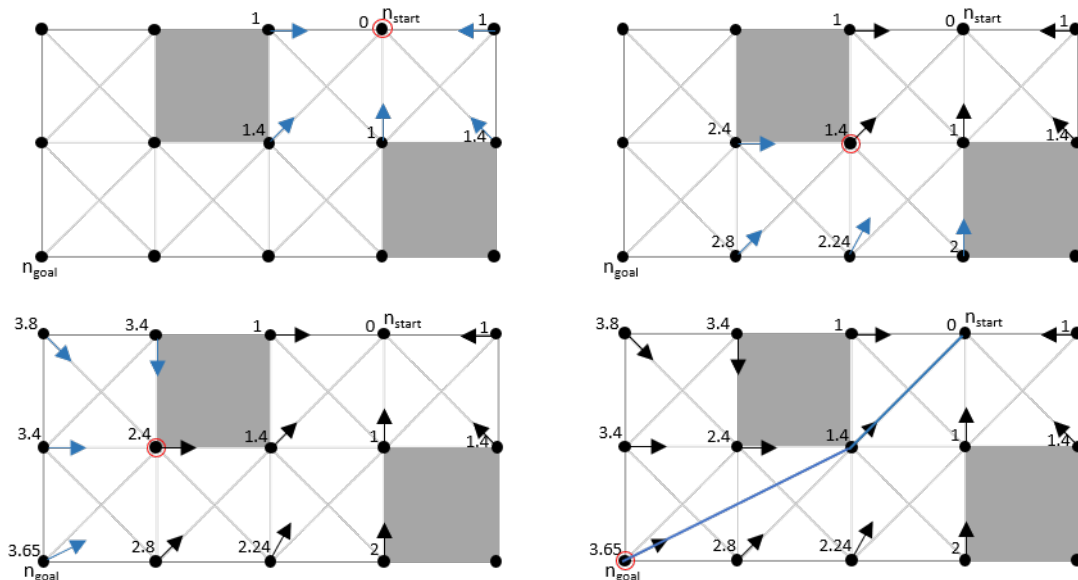 1 0 n_start 1
1.4 1 1.4
n_goal
1 0 n_start 1
2.4 1.4 1 1.4
2.8 2.24 2
n_goal
3.8 3.4 1 0 n_start 1
3.4 2.4 1.4 1 1.4
3.65 2.8 2.24 2
n_goal
3.8 3.4 1 0 n_start 1
3.4 2.4 1.4 1 1.4
3.65 2.8 2.24 2
n_goal